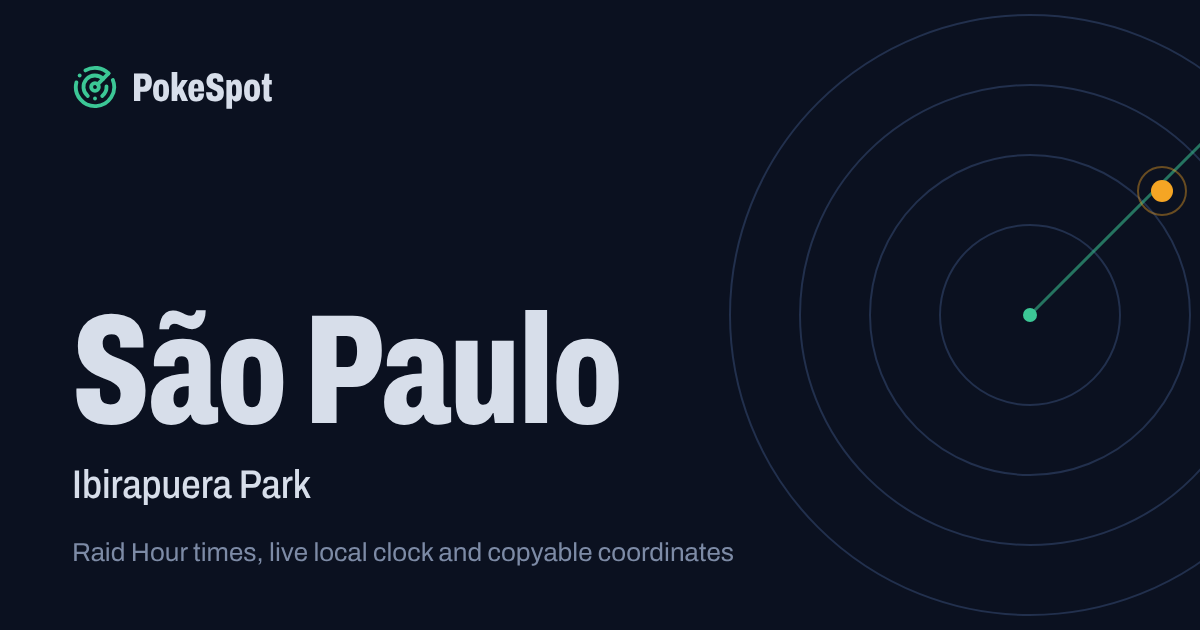 PokeSpot
São Paulo
Ibirapuera Park
Raid Hour times, live local clock and copyable coordinates